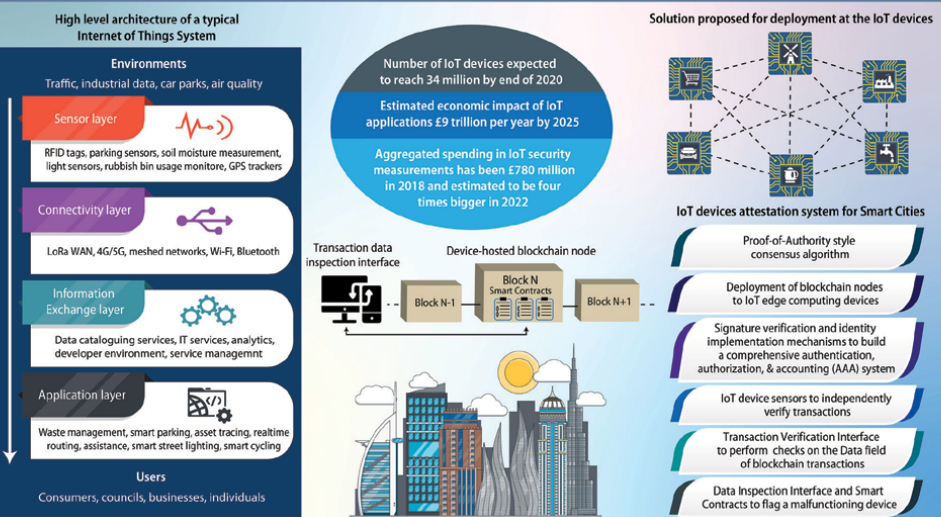 High level architecture of a typical
Internet of Things System
Environments
Traffic, industrial data, car parks, air quality
Sensor layer
RFID tags, parking sensors, soil moisture measurement,
light sensors, rubbish bin usage monitore, GPS trackers
Connectivity layer
LoRa WAN, 4G/5G, meshed networks, Wi-Fi, Bluetooth
Information
Exchange layer
Data cataloguing services, IT services, analytics,
developer environment, service managemnt
Application layer
Waste management, smart parking, asset tracing, realtime
routing, assistance, smart street lighting, smart cycling
Users
Consumers, councils, businesses, individuals
Number of IoT devices expected
to reach 34 million by end of 2020
Estimated economic impact of IoT
applications £9 trillion per year by 2025
Aggregated spending in IoT security
measurements has been £780 million
in 2018 and estimated to be four
times bigger in 2022
Transaction data
inspection interface
Device-hosted blockchain node
Block N-1
Block N
Smart Contracts
Block N+1
Solution proposed for deployment at the IoT devices
IoT devices attestation system for Smart Cities
Proof-of-Authority style
consensus algorithm
Deployment of blockchain nodes
to IoT edge computing devices
Signature verification and identity
implementation mechanisms to build
a comprehensive authentication,
authorization, & accounting (AAA) system
IoT device sensors to independently
verify transactions
Transaction Verification Interface
to perform checks on the Data field
of blockchain transactions
Data Inspection Interface and Smart
Contracts to flag a malfunctioning device